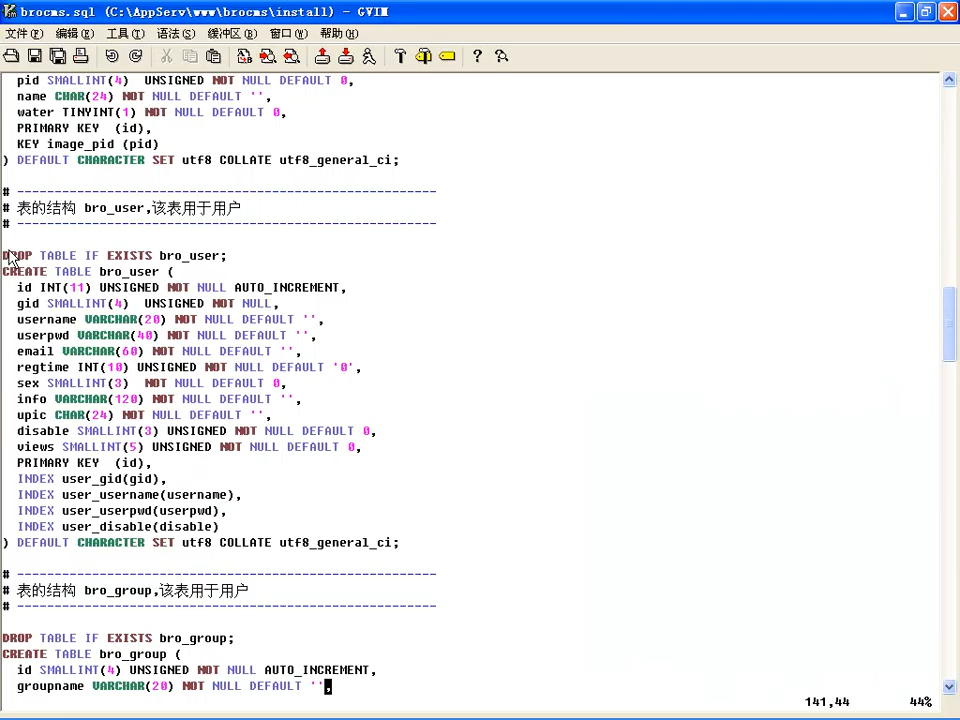 brocms.sql (C:\AppServ\www\brocms\install) - GVIM
文件(F) 编辑(E) 工具(T) 语法(S) 缓冲区(B) 窗口(W) 帮助(H)
pid SMALLINT(4)  UNSIGNED NOT NULL DEFAULT 0,
name CHAR(24) NOT NULL DEFAULT '',
water TINYINT(1) NOT NULL DEFAULT 0,
PRIMARY KEY  (id),
KEY image_pid (pid)
) DEFAULT CHARACTER SET utf8 COLLATE utf8_general_ci;
# --------------------------------------------------------
# 表的结构 bro_user,该表用于用户
# --------------------------------------------------------
DROP TABLE IF EXISTS bro_user;
CREATE TABLE bro_user (
id INT(11) UNSIGNED NOT NULL AUTO_INCREMENT,
gid SMALLINT(4)  UNSIGNED NOT NULL,
username VARCHAR(20) NOT NULL DEFAULT '',
userpwd VARCHAR(40) NOT NULL DEFAULT '',
email VARCHAR(60) NOT NULL DEFAULT '',
regtime INT(10) UNSIGNED NOT NULL DEFAULT '0',
sex SMALLINT(3)  NOT NULL DEFAULT 0,
info VARCHAR(120) NOT NULL DEFAULT '',
upic CHAR(24) NOT NULL DEFAULT '',
disable SMALLINT(3) UNSIGNED NOT NULL DEFAULT 0,
views SMALLINT(5) UNSIGNED NOT NULL DEFAULT 0,
PRIMARY KEY  (id),
INDEX user_gid(gid),
INDEX user_username(username),
INDEX user_userpwd(userpwd),
INDEX user_disable(disable)
) DEFAULT CHARACTER SET utf8 COLLATE utf8_general_ci;
# --------------------------------------------------------
# 表的结构 bro_group,该表用于用户
# --------------------------------------------------------
DROP TABLE IF EXISTS bro_group;
CREATE TABLE bro_group (
id SMALLINT(4) UNSIGNED NOT NULL AUTO_INCREMENT,
groupname VARCHAR(20) NOT NULL DEFAULT '',
141,44 44%